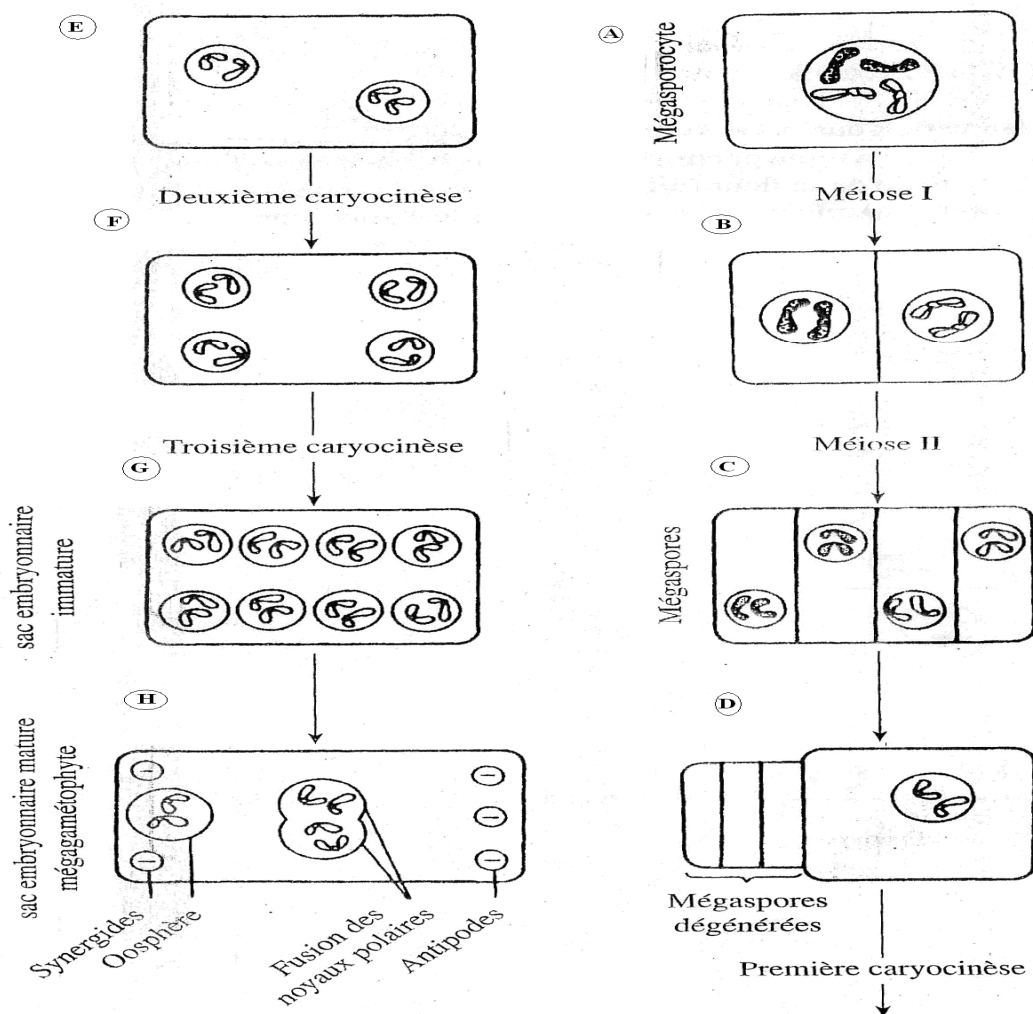 A
Mégasporocyte
Méiose I
B
Méiose II
C
Mégaspores
D
Mégaspores
dégénérées
Première caryocinèse
E
Deuxième caryocinèse
F
Troisième caryocinèse
G
sac embryonnaire
immature
H
sac embryonnaire mature
mégagamétophyte
Synergides
Oosphère
Fusion des
noyaux polaires
Antipodes